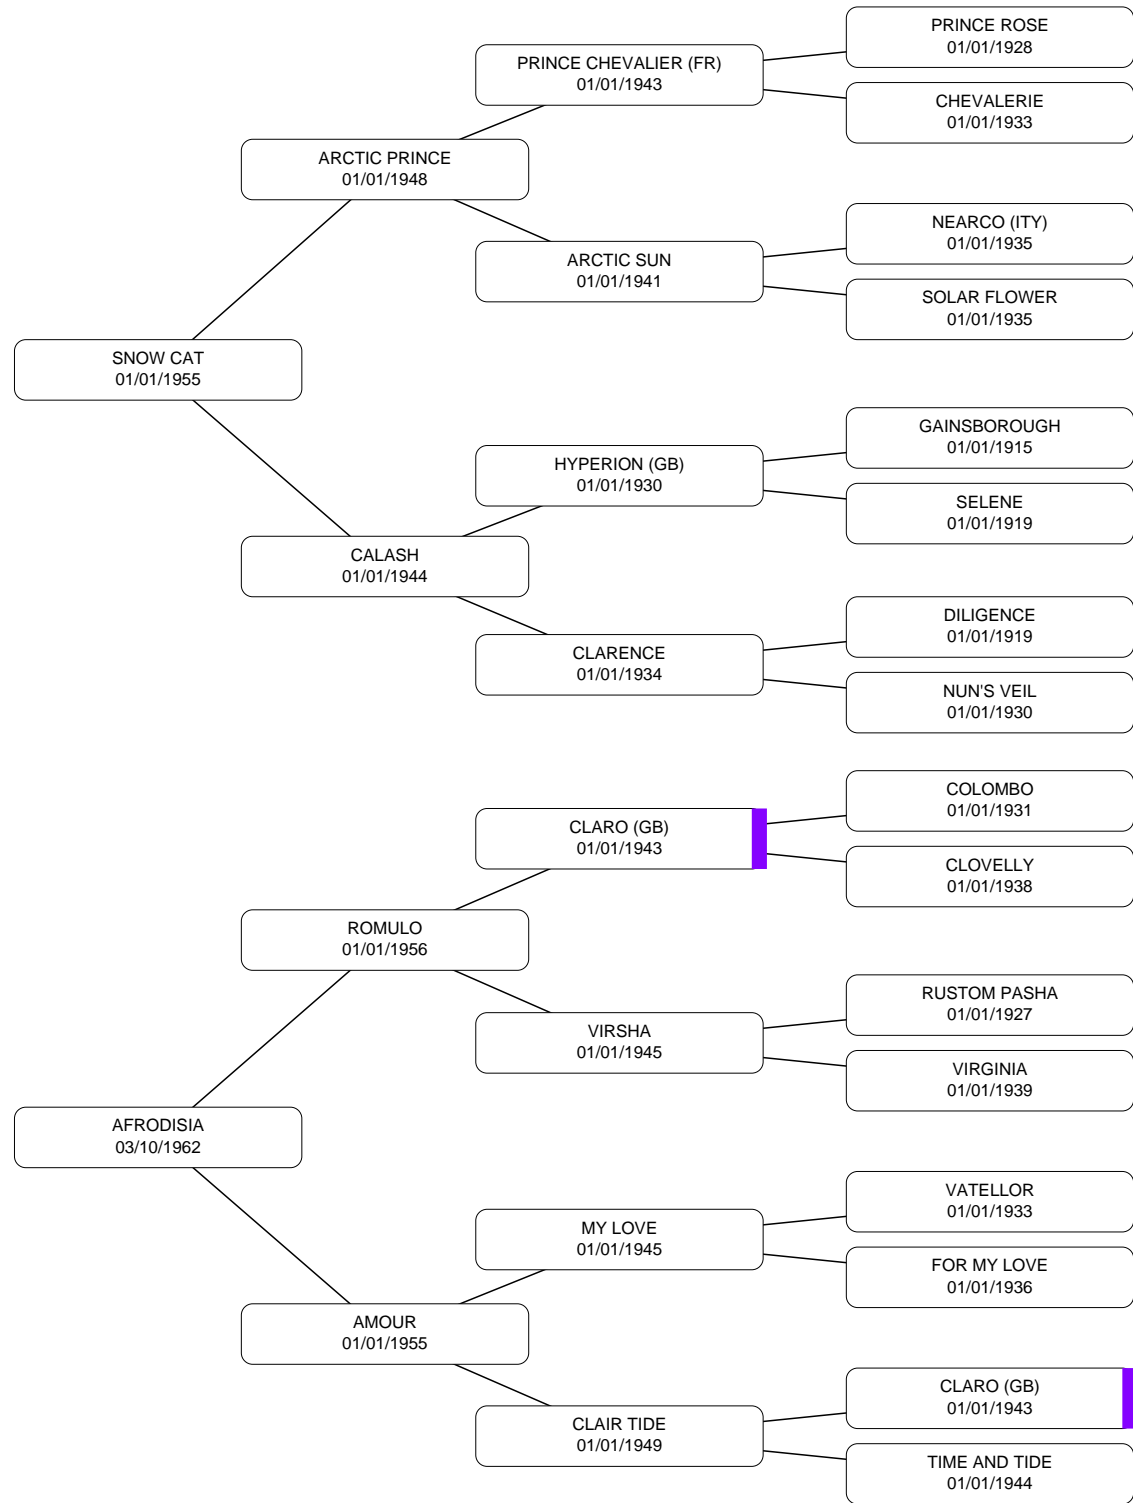 PRINCE ROSE
01/01/1928
PRINCE CHEVALIER (FR)
01/01/1943
CHEVALERIE
01/01/1933
ARCTIC PRINCE
01/01/1948
NEARCO (ITY)
01/01/1935
ARCTIC SUN
01/01/1941
SOLAR FLOWER
01/01/1935
SNOW CAT
01/01/1955
GAINSBOROUGH
01/01/1915
HYPERION (GB)
01/01/1930
SELENE
01/01/1919
CALASH
01/01/1944
DILIGENCE
01/01/1919
CLARENCE
01/01/1934
NUN'S VEIL
01/01/1930
COLOMBO
01/01/1931
CLARO (GB)
01/01/1943
CLOVELLY
01/01/1938
ROMULO
01/01/1956
RUSTOM PASHA
01/01/1927
VIRSHA
01/01/1945
VIRGINIA
01/01/1939
AFRODISIA
03/10/1962
VATELLOR
01/01/1933
MY LOVE
01/01/1945
FOR MY LOVE
01/01/1936
AMOUR
01/01/1955
CLARO (GB)
01/01/1943
CLAIR TIDE
01/01/1949
TIME AND TIDE
01/01/1944